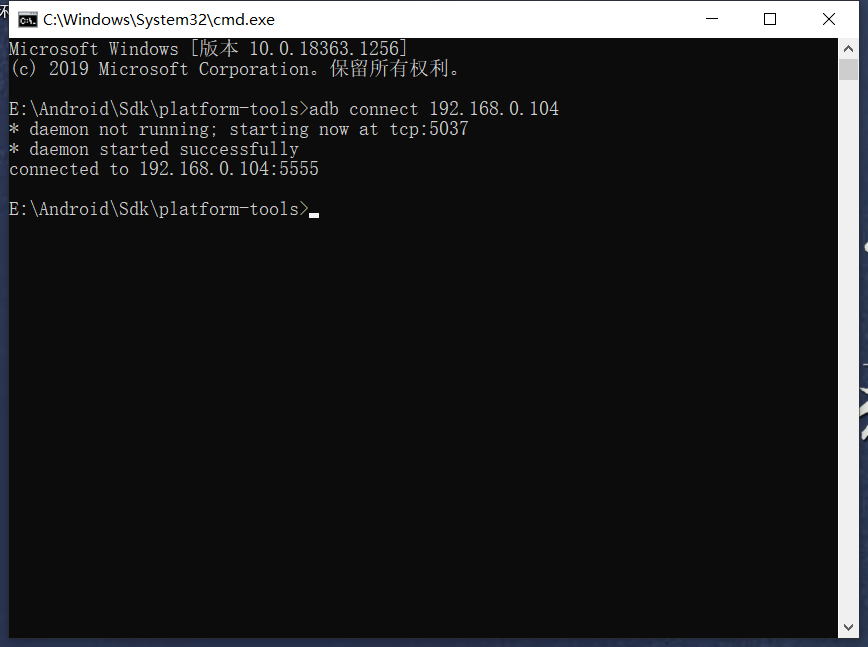 C:\Windows\System32\cmd.exe
Microsoft Windows [版本 10.0.18363.1256]
(c) 2019 Microsoft Corporation。保留所有权利。
E:\Android\Sdk\platform-tools>adb connect 192.168.0.104
* daemon not running; starting now at tcp:5037
* daemon started successfully
connected to 192.168.0.104:5555
E:\Android\Sdk\platform-tools>